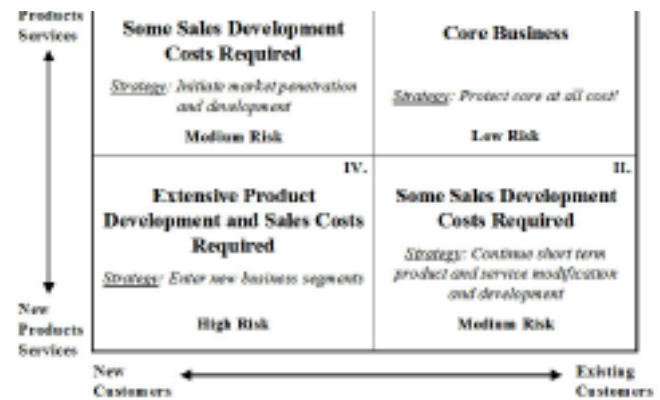 Products
Services
Some Sales Development
Costs Required
Strategy: Initiate market penetration
and development
Medium Risk
Core Business
Strategy: Protect core at all cost!
Low Risk
IV.
Extensive Product
Development and Sales Costs
Required
Strategy: Enter new business segments
High Risk
II.
Some Sales Development
Costs Required
Strategy: Continue short term
product and service modification
and development
Medium Risk
New
Products
Services
New
Customers
Existing
Customers